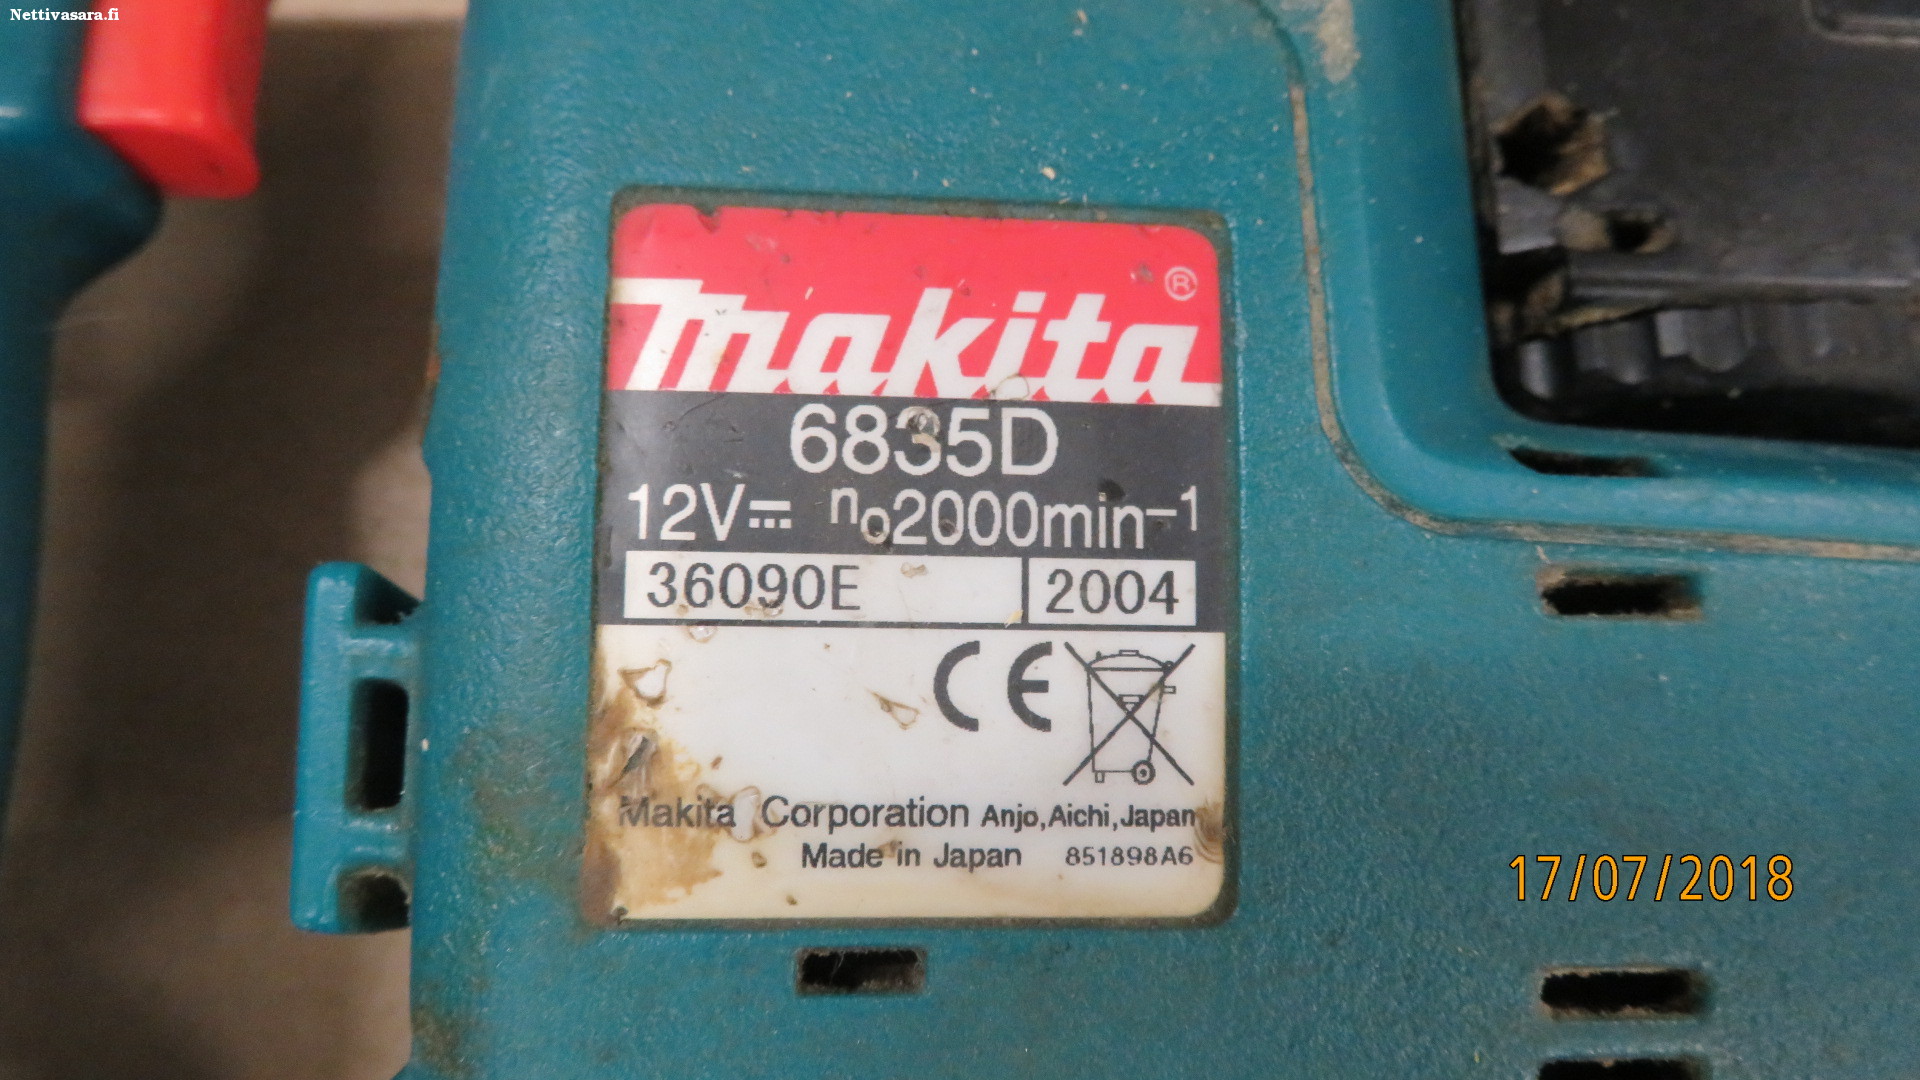 Nettivasara.fi
makita®
6835D
12V⎓ n₀2000min⁻¹
36090E 2004
CE
Makita Corporation Anjo,Aichi,Japan
Made in Japan 851898A6
17/07/2018